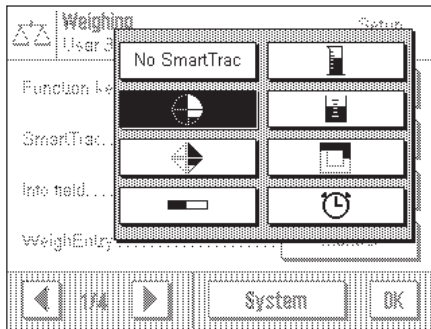 Weighing
Setup
User 3
No SmartTrac
Function ke
SmartTrac..
Info field....
WeighEntry
1/4
System
OK